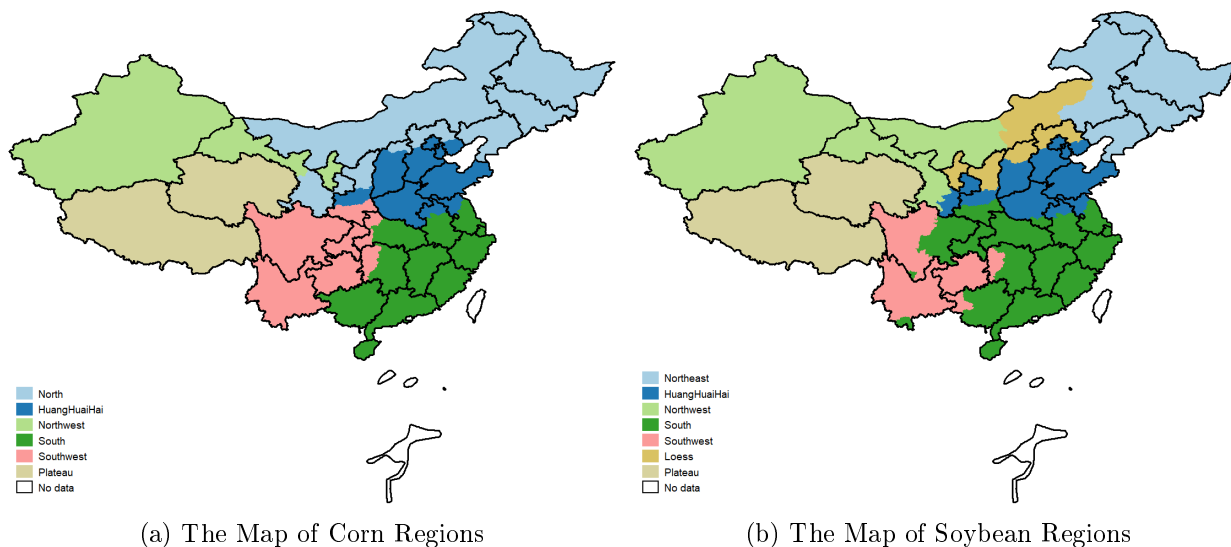 North
HuangHuaiHai
Northwest
South
Southwest
Plateau
No data
(a) The Map of Corn Regions
Northeast
HuangHuaiHai
Northwest
South
Southwest
Loess
Plateau
No data
(b) The Map of Soybean Regions